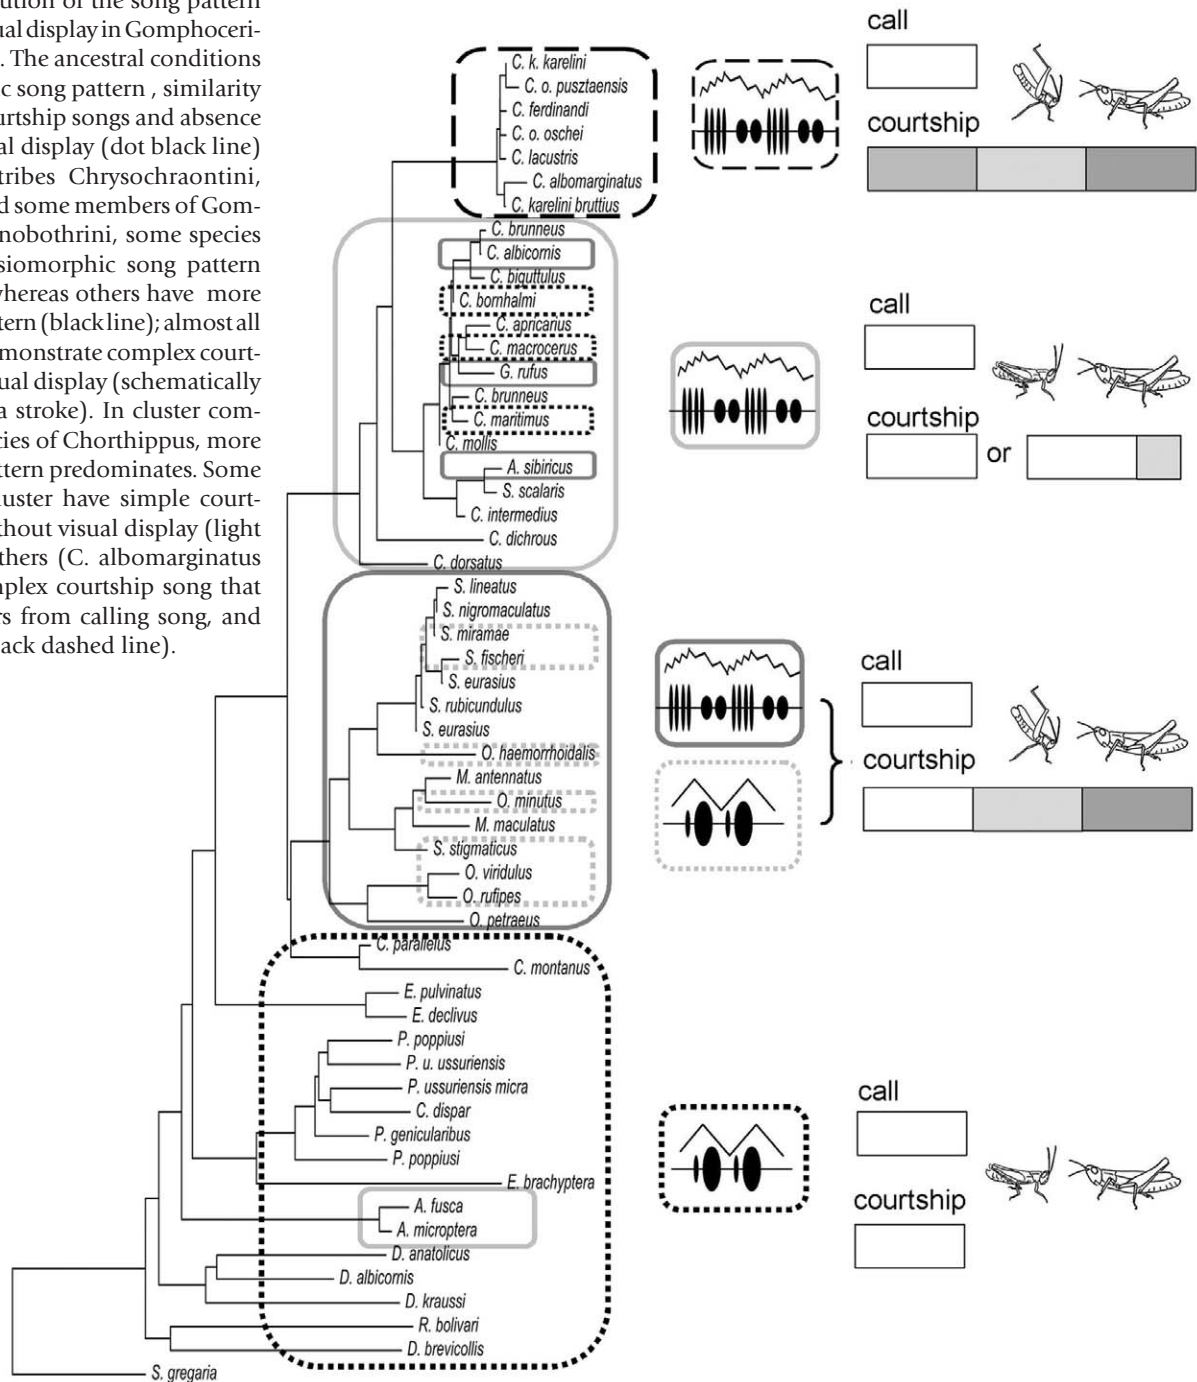 ution of the song pattern
ual display in Gomphoceri-
. The ancestral conditions
ic song pattern , similarity
urtship songs and absence
al display (dot black line)
tribes Chrysochraontini,
d some members of Gom-
nobothrini, some species
siomorphic song pattern
whereas others have more
tern (black line); almost all
monstrate complex court-
ual display (schematically
a stroke). In cluster com-
cies of Chorthippus, more
ttern predominates. Some
luster have simple court-
thout visual display (light
thers (C. albomarginatus
mplex courtship song that
rs from calling song, and
ack dashed line).
C. k. karelini
C. o. pusztaensis
C. ferdinandi
C. o. oschei
C. lacustris
C. albomarginatus
C. karelini bruttius
C. brunneus
C. albicornis
C. biguttulus
C. bornhalmi
C. apricarius
C. macrocerus
G. rufus
C. brunneus
C. maritimus
C. mollis
A. sibiricus
S. scalaris
C. intermedius
C. dichrous
C. dorsatus
S. lineatus
S. nigromaculatus
S. miramae
S. fischeri
S. eurasius
S. rubicundulus
S. eurasius
O. haemorrhoidalis
M. antennatus
O. minutus
M. maculatus
S. stigmaticus
O. viridulus
O. rufipes
O. petraeus
C. parallelus
C. montanus
E. pulvinatus
E. declivus
P. poppiusi
P. u. ussuriensis
P. ussuriensis micra
C. dispar
P. genicularibus
P. poppiusi
E. brachyptera
A. fusca
A. microptera
D. anatolicus
D. albicornis
D. kraussi
R. bolivari
D. brevicollis
S. gregaria
call
courtship
call
courtship
or
call
courtship
call
courtship